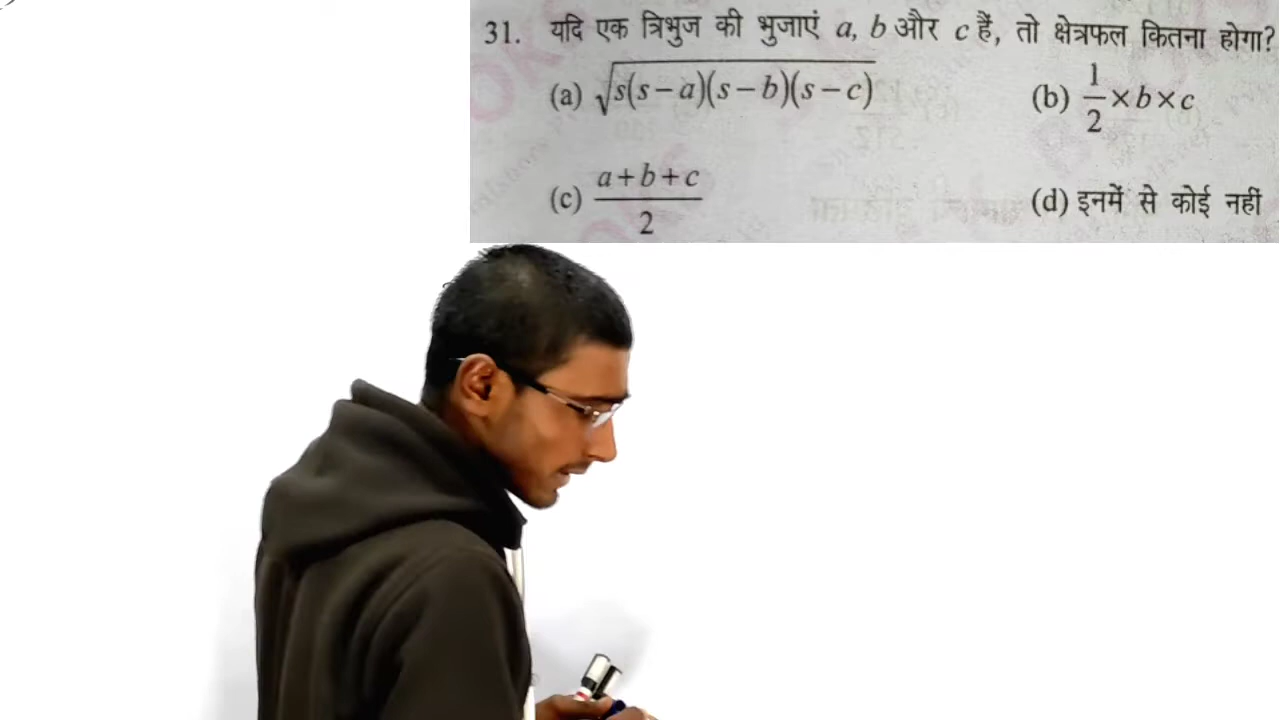 31. यदि एक त्रिभुज की भुजाएं a, b और c हैं, तो क्षेत्रफल कितना होगा?
(a) √s(s−a)(s−b)(s−c) (b) 1/2 ×b×c
(c) a+b+c/2 (d) इनमें से कोई नहीं